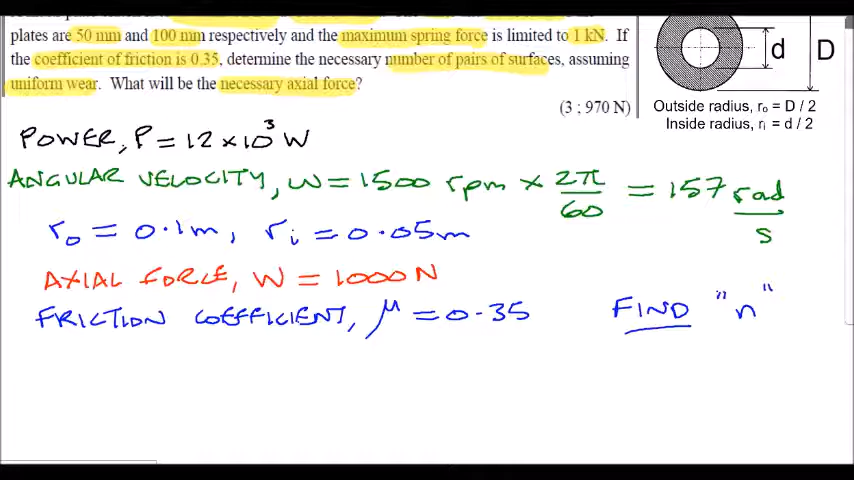 plates are 50 mm and 100 mm respectively and the maximum spring force is limited to 1 kN. If
the coefficient of friction is 0.35, determine the necessary number of pairs of surfaces, assuming
uniform wear. What will be the necessary axial force?
(3 ; 970 N)
d
D
Outside radius, rₒ = D / 2
Inside radius, rᵢ = d / 2
POWER, P = 12 × 10³ W
ANGULAR VELOCITY, W = 1500 rpm × 2π/60 = 157 rad/s
rₒ = 0.1m, rᵢ = 0.05m
AXIAL FORCE, W = 1000 N
FRICTION COEFFICIENT, μ = 0.35
FIND "n"